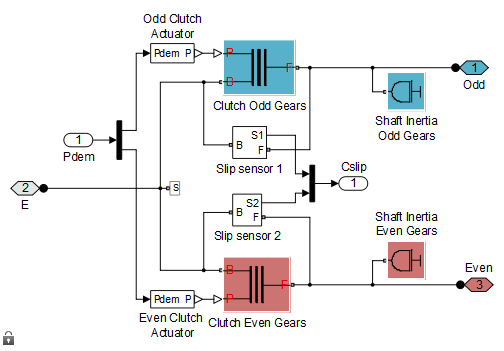 Odd Clutch
Actuator
Pdem P
P
B
F
Clutch Odd Gears
1
Odd
Shaft Inertia
Odd Gears
1
Pdem
B
S1
F
Slip sensor 1
Cslip
1
2
E
S
B
S2
F
Slip sensor 2
Shaft Inertia
Even Gears
B
P
F
Clutch Even Gears
Even
3
Pdem P
Even Clutch
Actuator